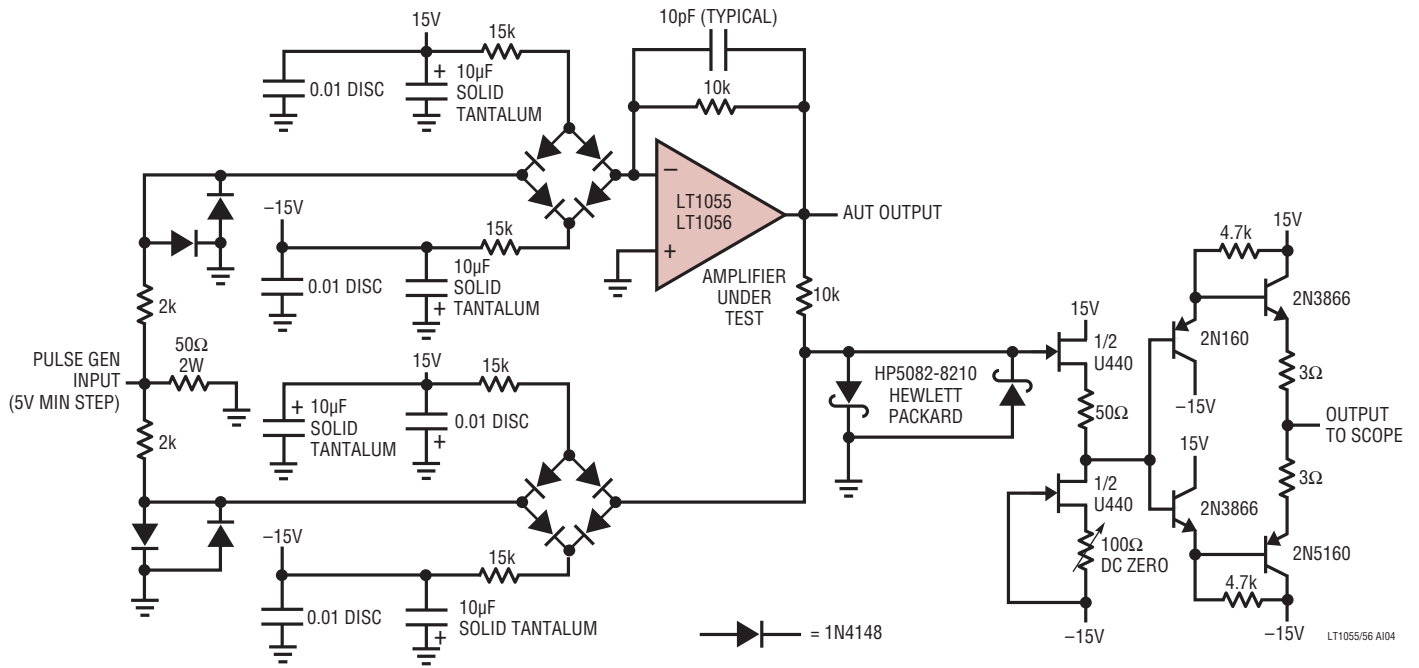 10pF (TYPICAL)
15V
15k
10k
0.01 DISC
+
10µF
SOLID
TANTALUM
–15V
15k
0.01 DISC
10µF
SOLID
TANTALUM
+
–
+
LT1055
LT1056
AUT OUTPUT
AMPLIFIER
UNDER
TEST
10k
2k
50Ω
2W
PULSE GEN
INPUT
(5V MIN STEP)
2k
15V
15k
+
10µF
SOLID
TANTALUM
0.01 DISC
+
–15V
15k
0.01 DISC
10µF
SOLID TANTALUM
+
HP5082-8210
HEWLETT
PACKARD
15V
1/2
U440
50Ω
1/2
U440
100Ω
DC ZERO
–15V
15V
4.7k
2N3866
2N160
–15V
3Ω
OUTPUT
TO SCOPE
3Ω
15V
2N3866
2N5160
4.7k
–15V
= 1N4148
LT1055/56 AI04